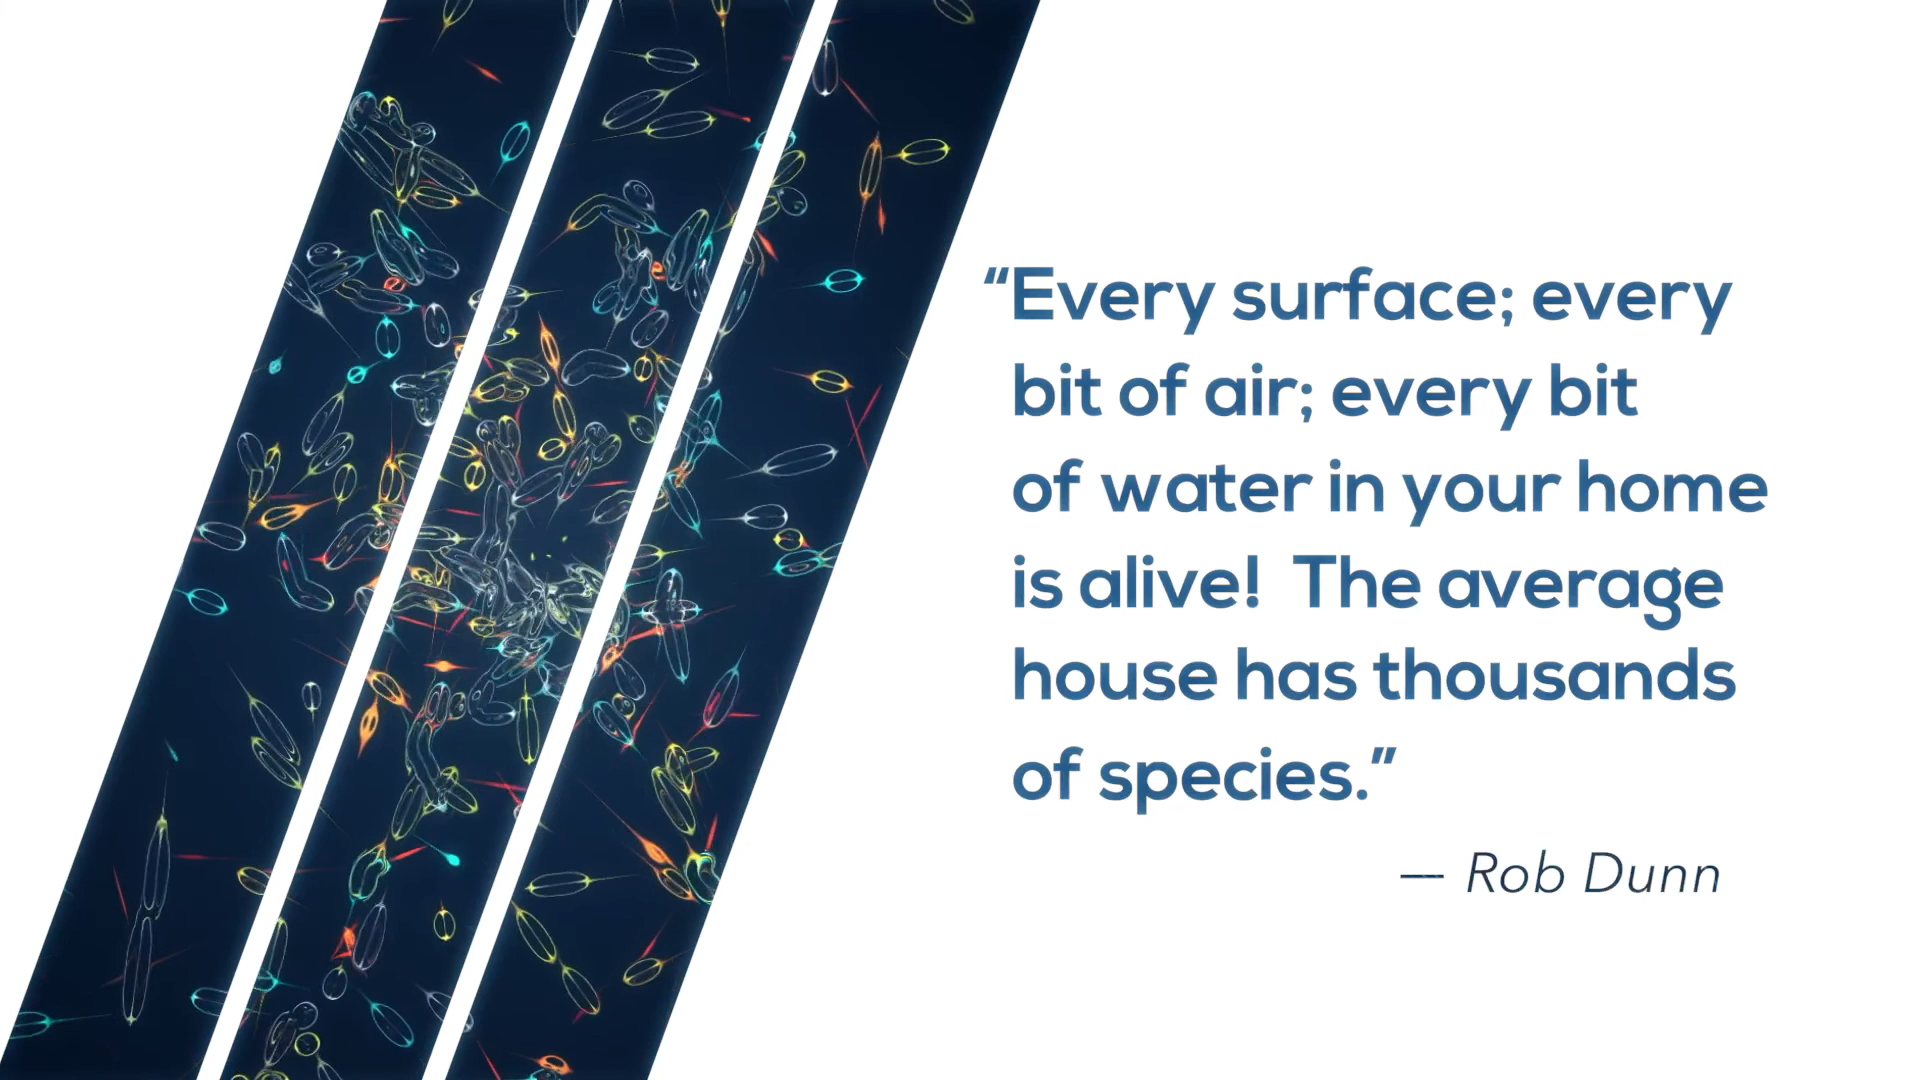 “Every surface; every
bit of air; every bit
of water in your home
is alive!  The average
house has thousands
of species.”
— Rob Dunn